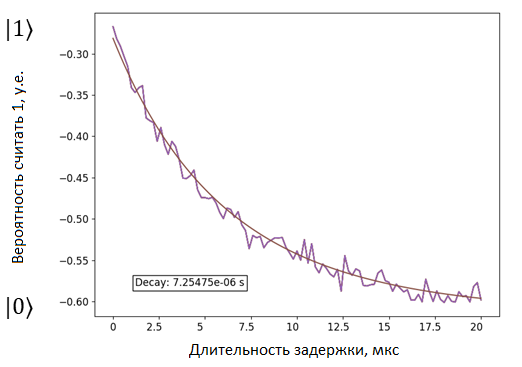 |1⟩
Вероятность считать 1, у.е.
|0⟩
−0.30
−0.35
−0.40
−0.45
−0.50
−0.55
−0.60
Decay: 7.25475e-06 s
0 2.5 5 7.5 10 12.5 15 17.5 20
Длительность задержки, мкс